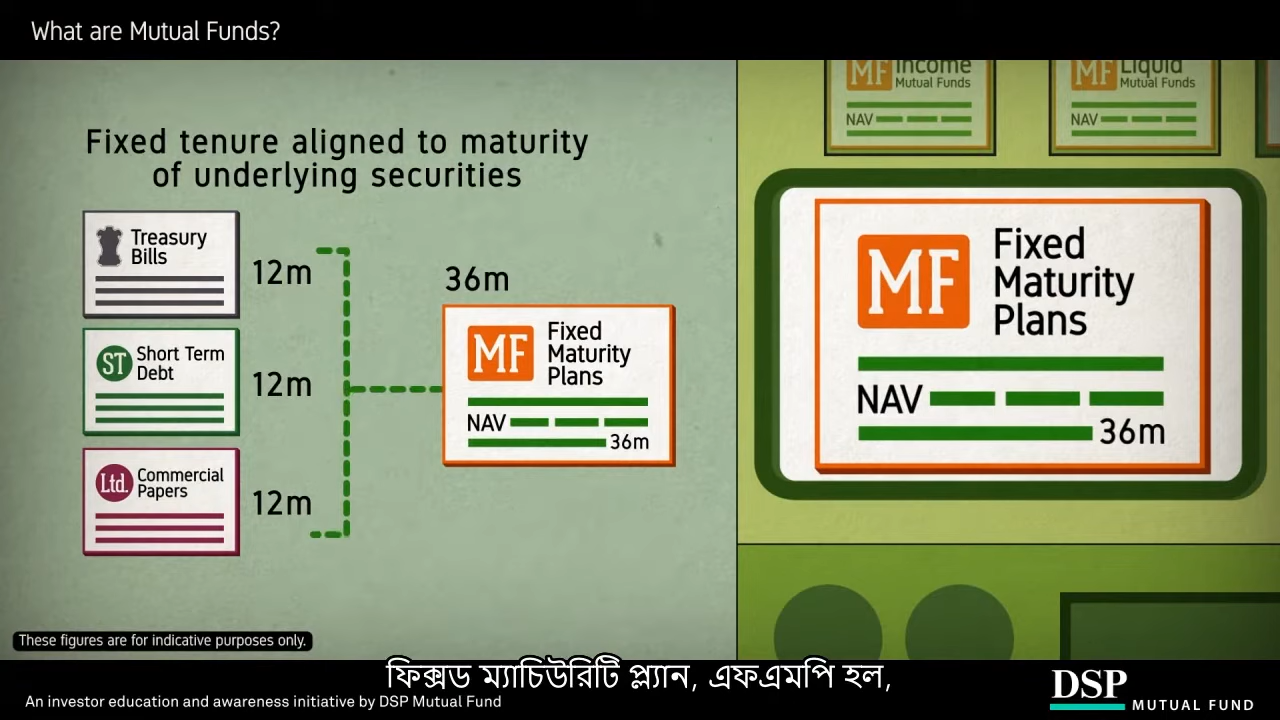 What are Mutual Funds?
Fixed tenure aligned to maturity
of underlying securities
Treasury
Bills
12m
ST
Short Term
Debt
12m
Ltd.
Commercial
Papers
12m
36m
MF
Fixed
Maturity
Plans
NAV
36m
MF
Income
Mutual Funds
NAV
MF
Liquid
Mutual Funds
NAV
MF
Fixed
Maturity
Plans
NAV
36m
These figures are for indicative purposes only.
ফিক্সড ম্যাচিউরিটি প্ল্যান, এফএমপি হল,
An investor education and awareness initiative by DSP Mutual Fund
DSP
MUTUAL FUND